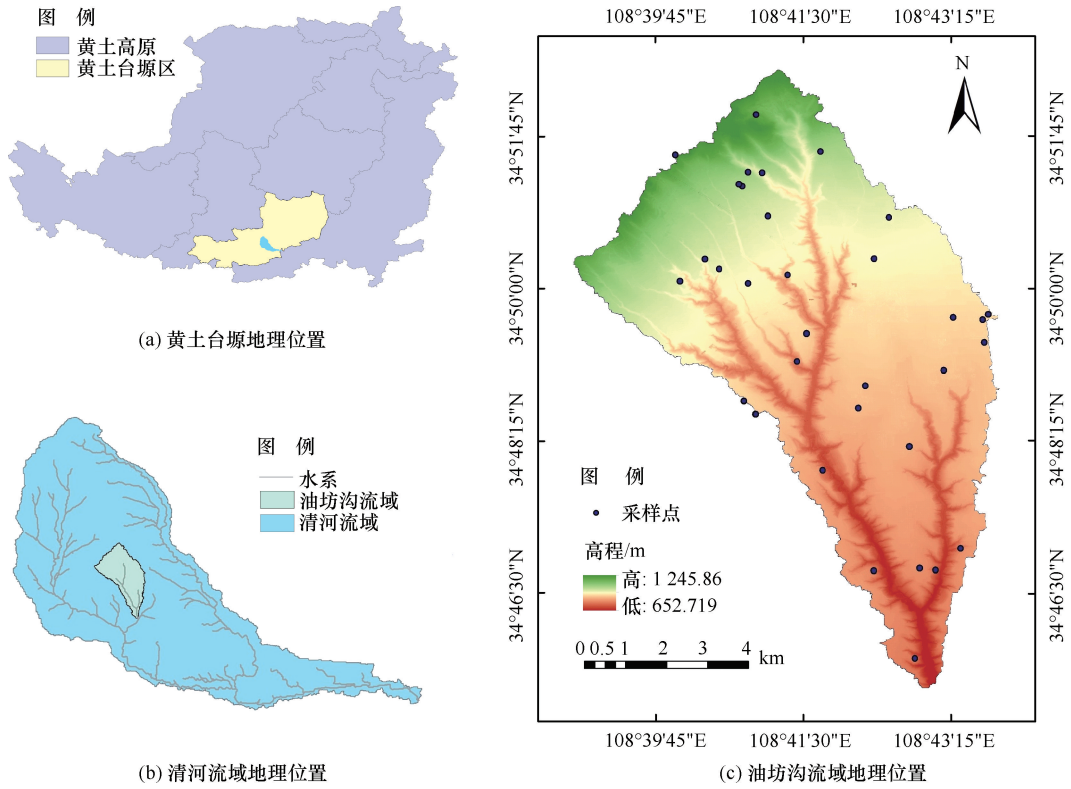 图 例
黄土高原
黄土台塬区
(a) 黄土台塬地理位置
图 例
水系
油坊沟流域
清河流域
(b) 清河流域地理位置
108°39'45"E 108°41'30"E 108°43'15"E
N
34°51'45"N
34°50'00"N
34°48'15"N
34°46'30"N
34°51'45"N
34°50'00"N
34°48'15"N
34°46'30"N
图 例
采样点
高程/m
高: 1 245.86
低: 652.719
0 0.5 1 2 3 4 km
108°39'45"E 108°41'30"E 108°43'15"E
(c) 油坊沟流域地理位置